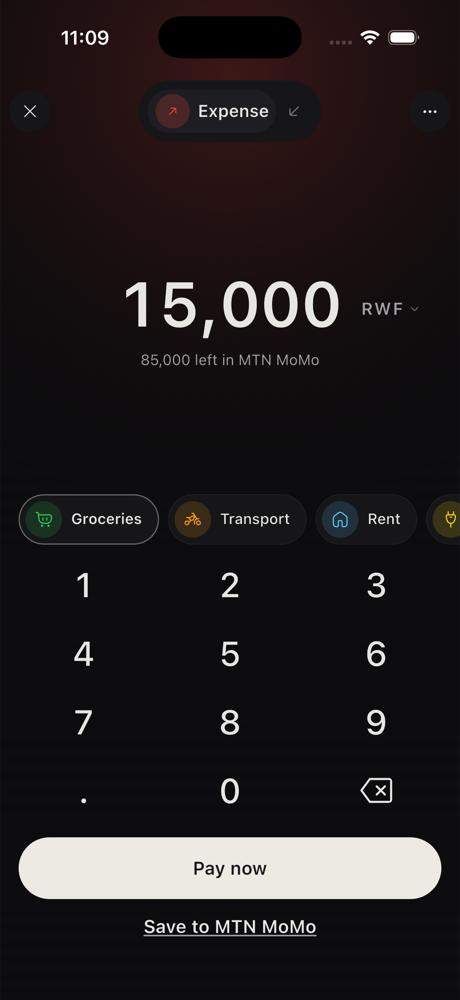 11:09
Expense
15,000 RWF
85,000 left in MTN MoMo
Groceries Transport Rent
1 2 3
4 5 6
7 8 9
. 0
Pay now
Save to MTN MoMo